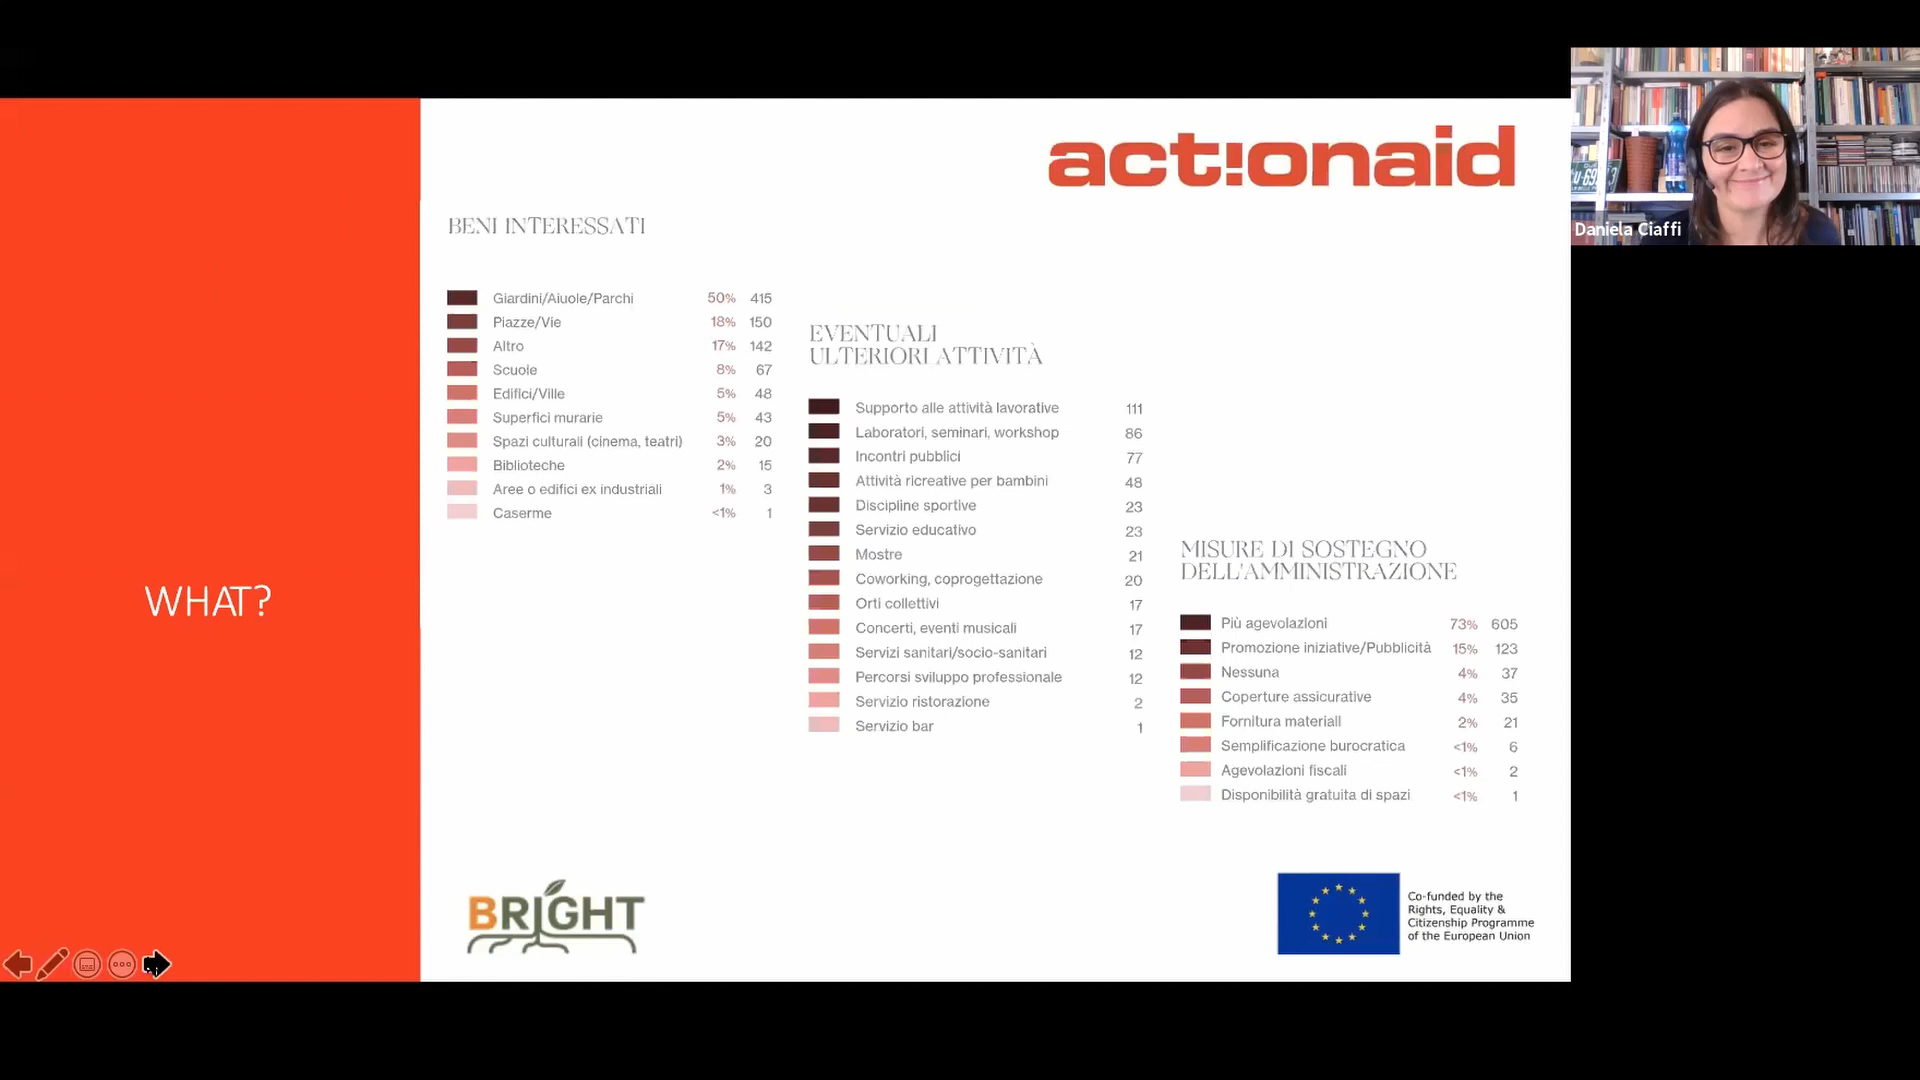 act!onaid
Daniela Ciaffi
WHAT?
BENI INTERESSATI
Giardini/Aiuole/Parchi 50% 415
Piazze/Vie 18% 150
Altro 17% 142
Scuole 8% 67
Edifici/Ville 5% 48
Superfici murarie 5% 43
Spazi culturali (cinema, teatri) 3% 20
Biblioteche 2% 15
Aree o edifici ex industriali 1% 3
Caserme <1% 1
EVENTUALI
ULTERIORI ATTIVITÀ
Supporto alle attività lavorative 111
Laboratori, seminari, workshop 86
Incontri pubblici 77
Attività ricreative per bambini 48
Discipline sportive 23
Servizio educativo 23
Mostre 21
Coworking, coprogettazione 20
Orti collettivi 17
Concerti, eventi musicali 17
Servizi sanitari/socio-sanitari 12
Percorsi sviluppo professionale 12
Servizio ristorazione 2
Servizio bar 1
MISURE DI SOSTEGNO
DELL'AMMINISTRAZIONE
Più agevolazioni 73% 605
Promozione iniziative/Pubblicità 15% 123
Nessuna 4% 37
Coperture assicurative 4% 35
Fornitura materiali 2% 21
Semplificazione burocratica <1% 6
Agevolazioni fiscali <1% 2
Disponibilità gratuita di spazi <1% 1
BRIGHT
Co-funded by the
Rights, Equality &
Citizenship Programme
of the European Union